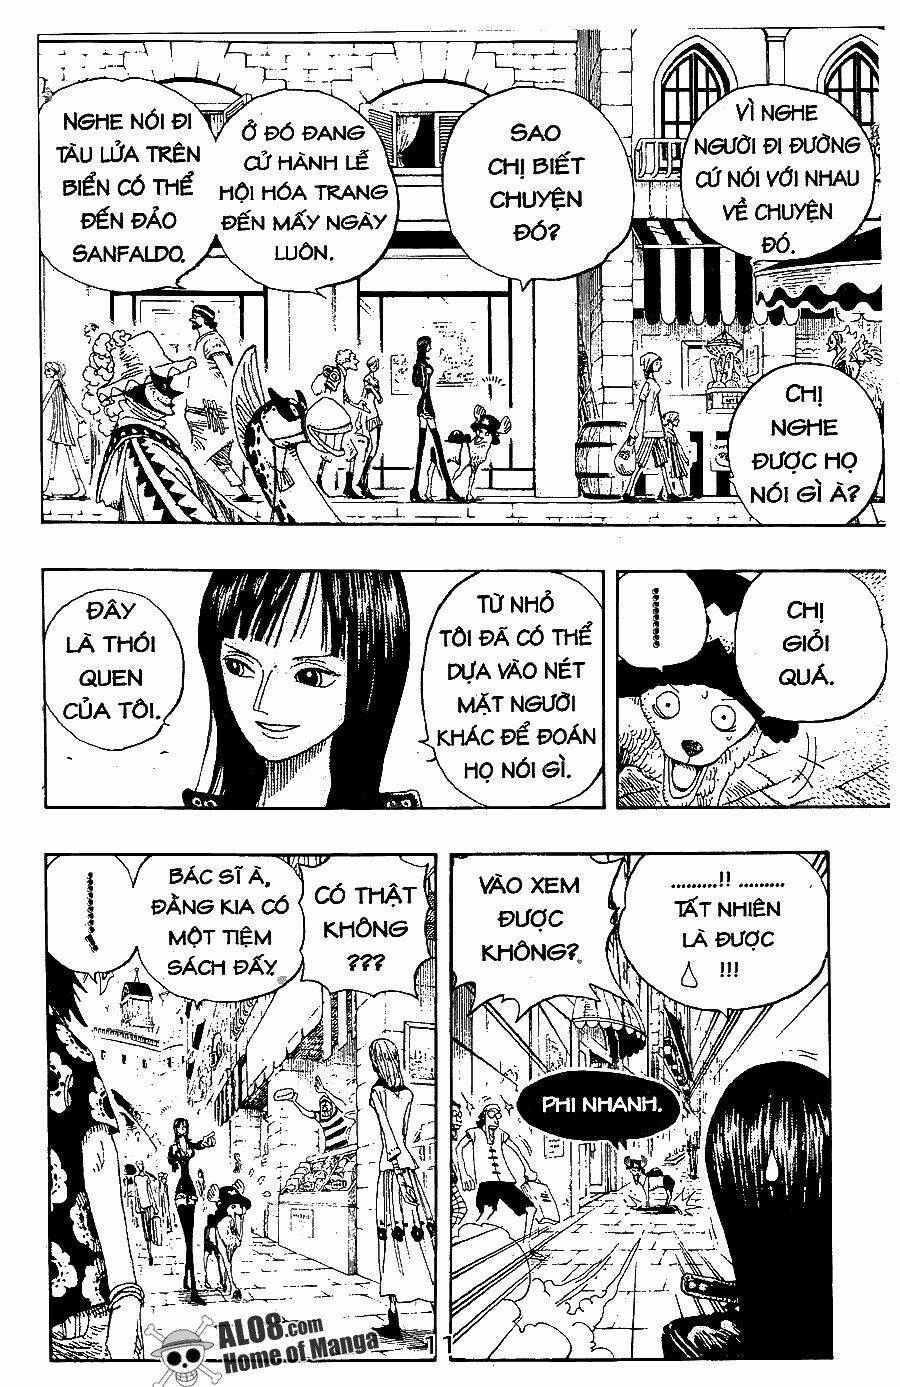 NGHE NÓI ĐI
TÀU LỬA TRÊN
BIỂN CÓ THỂ
ĐẾN ĐẢO
SANFALDO.
Ở ĐÓ ĐANG
CỬ HÀNH LỄ
HỘI HÓA TRANG
ĐẾN MẤY NGÀY
LUÔN.
SAO
CHỊ BIẾT
CHUYỆN
ĐÓ?
VÌ NGHE
NGƯỜI ĐI ĐƯỜNG
CỨ NÓI VỚI NHAU
VỀ CHUYỆN
ĐÓ.
CHỊ
NGHE
ĐƯỢC HỌ
NÓI GÌ À?
ĐÂY
LÀ THÓI
QUEN
CỦA TÔI.
TỪ NHỎ
TÔI ĐÃ CÓ THỂ
DỰA VÀO NÉT
MẶT NGƯỜI
KHÁC ĐỂ ĐOÁN
HỌ NÓI GÌ.
..........
CHỊ
GIỎI
QUÁ.
..........
BÁC SĨ À,
ĐẰNG KIA CÓ
MỘT TIỆM
SÁCH ĐẤY.
CÓ THẬT
KHÔNG
???
VÀO XEM
ĐƯỢC
KHÔNG?
.........!! .........
TẤT NHIÊN
LÀ ĐƯỢC
!!!
PHI NHANH.
AL08.com
Home of Manga
11